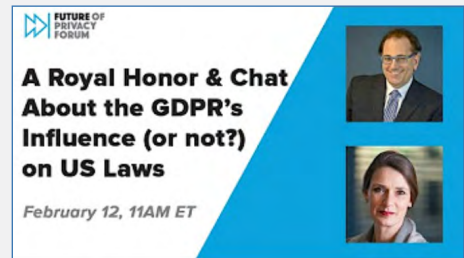 FUTURE OF
PRIVACY
FORUM
A Royal Honor & Chat
About the GDPR's
Influence (or not?)
on US Laws
February 12, 11AM ET